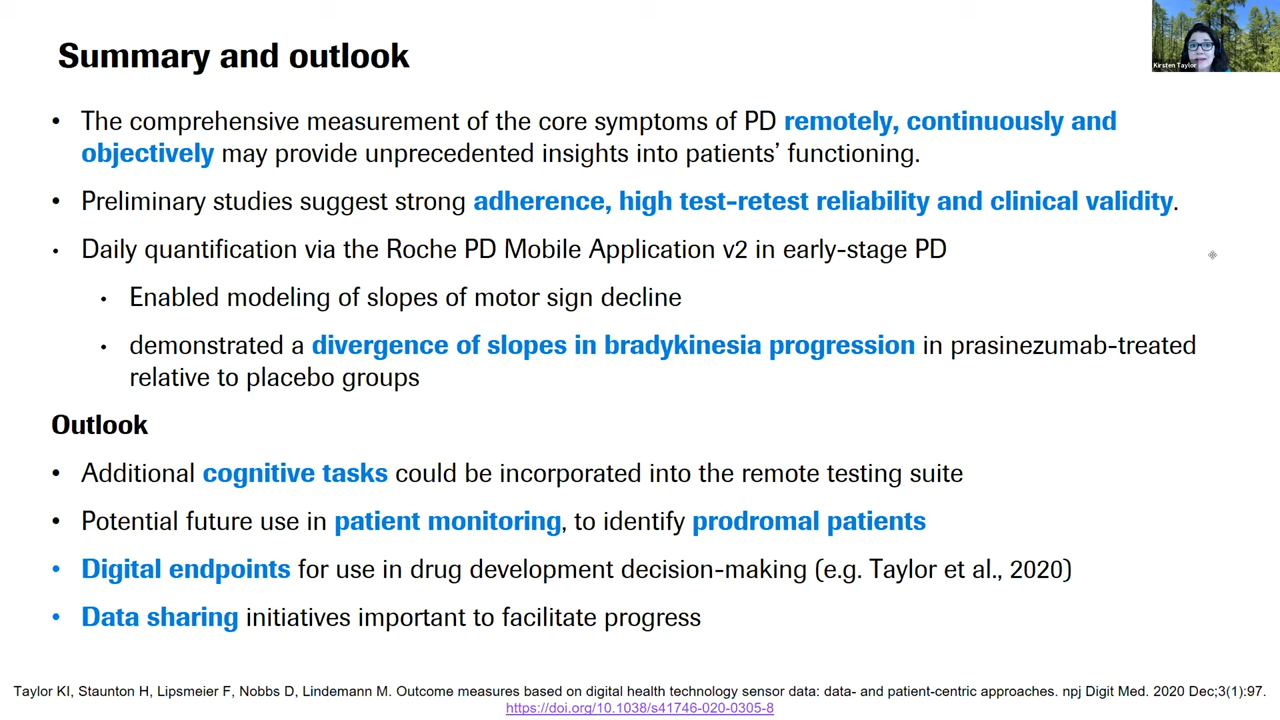 Summary and outlook
Kirsten Taylor
• The comprehensive measurement of the core symptoms of PD remotely, continuously and
objectively may provide unprecedented insights into patients’ functioning.
• Preliminary studies suggest strong adherence, high test-retest reliability and clinical validity.
• Daily quantification via the Roche PD Mobile Application v2 in early-stage PD
• Enabled modeling of slopes of motor sign decline
• demonstrated a divergence of slopes in bradykinesia progression in prasinezumab-treated
relative to placebo groups
Outlook
• Additional cognitive tasks could be incorporated into the remote testing suite
• Potential future use in patient monitoring, to identify prodromal patients
• Digital endpoints for use in drug development decision-making (e.g. Taylor et al., 2020)
• Data sharing initiatives important to facilitate progress
Taylor KI, Staunton H, Lipsmeier F, Nobbs D, Lindemann M. Outcome measures based on digital health technology sensor data: data- and patient-centric approaches. npj Digit Med. 2020 Dec;3(1):97.
https://doi.org/10.1038/s41746-020-0305-8